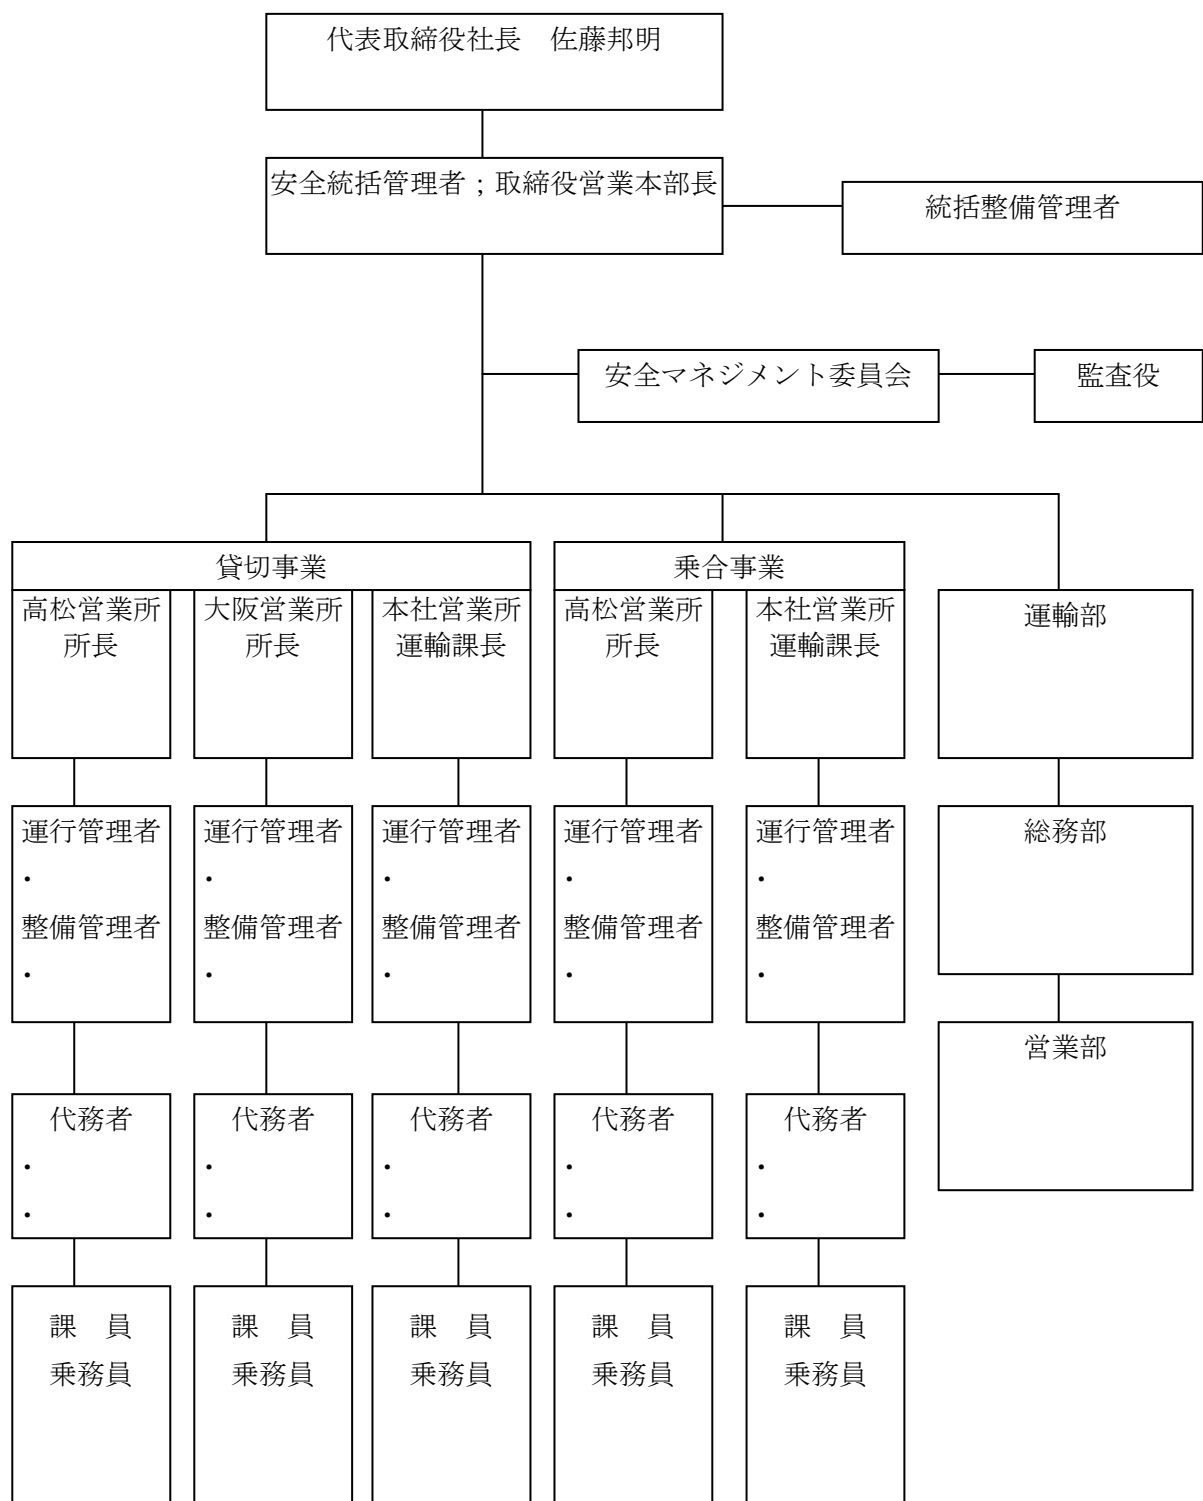 代表取締役社長　佐藤邦明
安全統括管理者；取締役営業本部長
統括整備管理者
安全マネジメント委員会
監査役
貸切事業
乗合事業
高松営業所
所長
大阪営業所
所長
本社営業所
運輸課長
高松営業所
所長
本社営業所
運輸課長
運輸部
運行管理者
・
整備管理者
・
運行管理者
・
整備管理者
・
運行管理者
・
整備管理者
・
運行管理者
・
整備管理者
・
運行管理者
・
整備管理者
・
総務部
営業部
代務者
・
・
代務者
・
・
代務者
・
・
代務者
・
・
代務者
・
・
課　員
乗務員
課　員
乗務員
課　員
乗務員
課　員
乗務員
課　員
乗務員